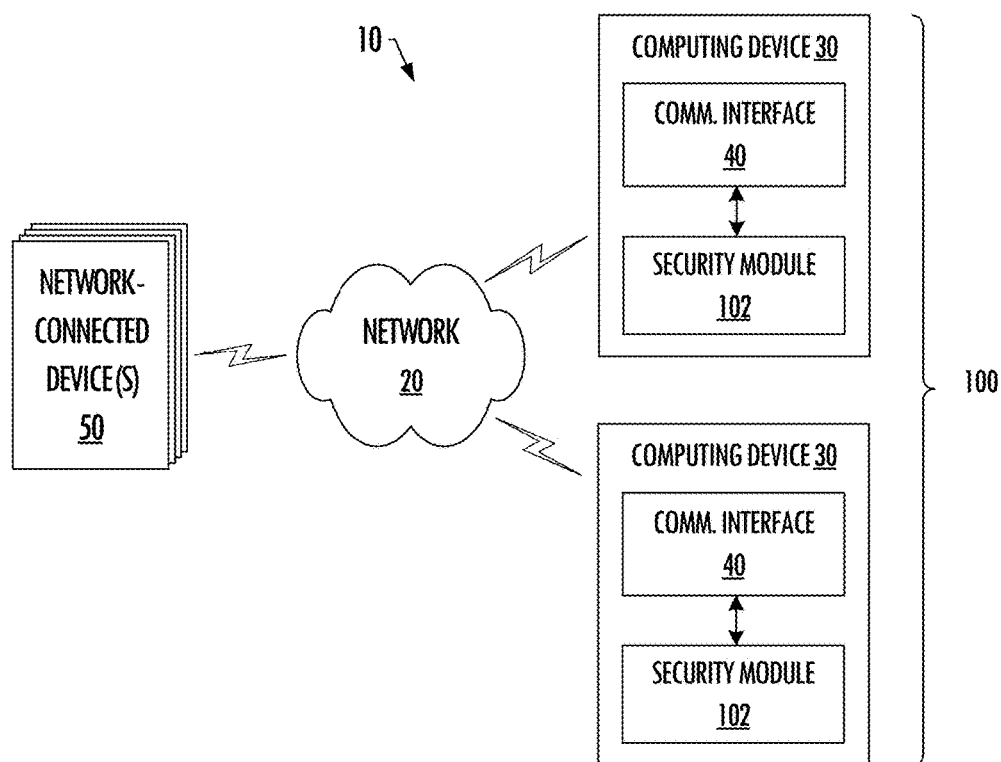 10
COMPUTING DEVICE 30
COMM. INTERFACE
40
SECURITY MODULE
102
NETWORK-
CONNECTED
DEVICE(S)
50
NETWORK
20
100
COMPUTING DEVICE 30
COMM. INTERFACE
40
SECURITY MODULE
102